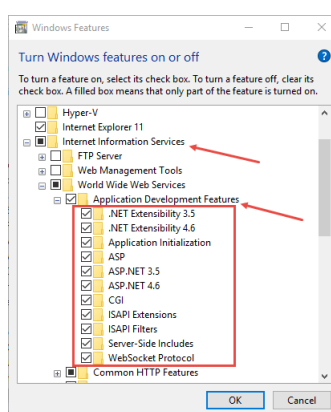 Windows Features
Turn Windows features on or off
To turn a feature on, select its check box. To turn a feature off, clear its
check box. A filled box means that only part of the feature is turned on.
Hyper-V
Internet Explorer 11
Internet Information Services
FTP Server
Web Management Tools
World Wide Web Services
Application Development Features
.NET Extensibility 3.5
.NET Extensibility 4.6
Application Initialization
ASP
ASP.NET 3.5
ASP.NET 4.6
CGI
ISAPI Extensions
ISAPI Filters
Server-Side Includes
WebSocket Protocol
Common HTTP Features
OK Cancel